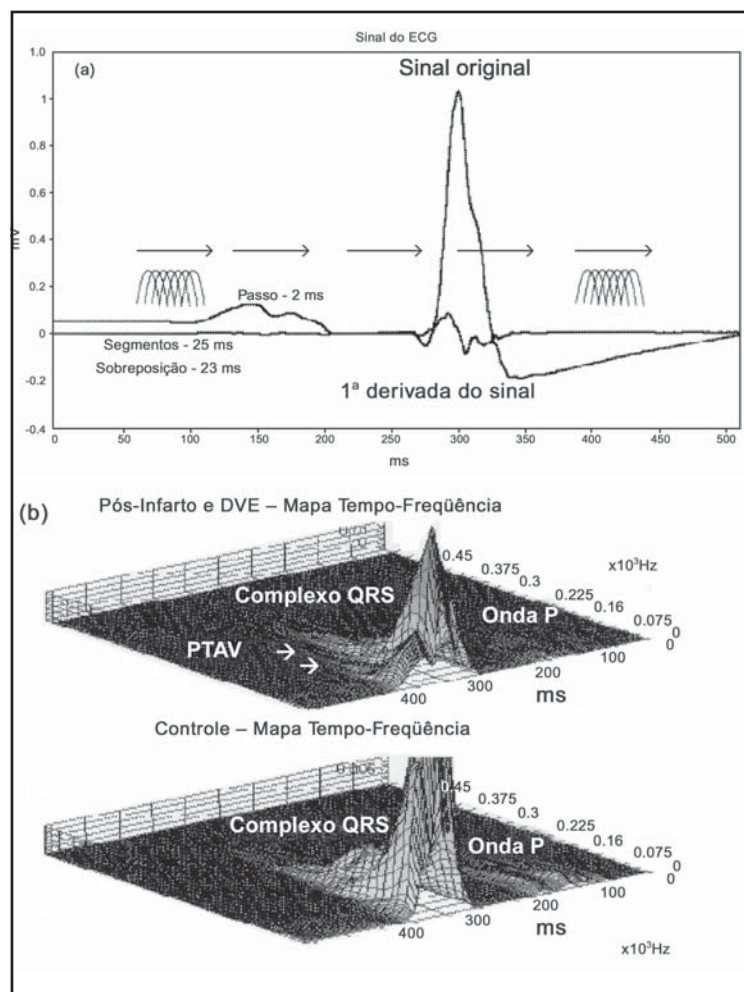 Sinal do ECG
(a)
Sinal original
1.0
1
0.8
0.6
0.4
0.2
0
-0.2
-0.4
mV
Passo - 2 ms
Segmentos - 25 ms
Sobreposição - 23 ms
1ª derivada do sinal
0 50 100 150 200 250 300 350 400 450 500
ms
(b)
Pós-Infarto e DVE – Mapa Tempo-Freqüência
Complexo QRS
Onda P
PTAV
0.45
0.375
0.3
0.225
0.16
0.075
0
x10³Hz
400 300 200 100 0
ms
Controle – Mapa Tempo-Freqüência
Complexo QRS
Onda P
0.45
0.375
0.3
0.225
0.16
0.075
0
400 300 200 100 0
ms
x10³Hz